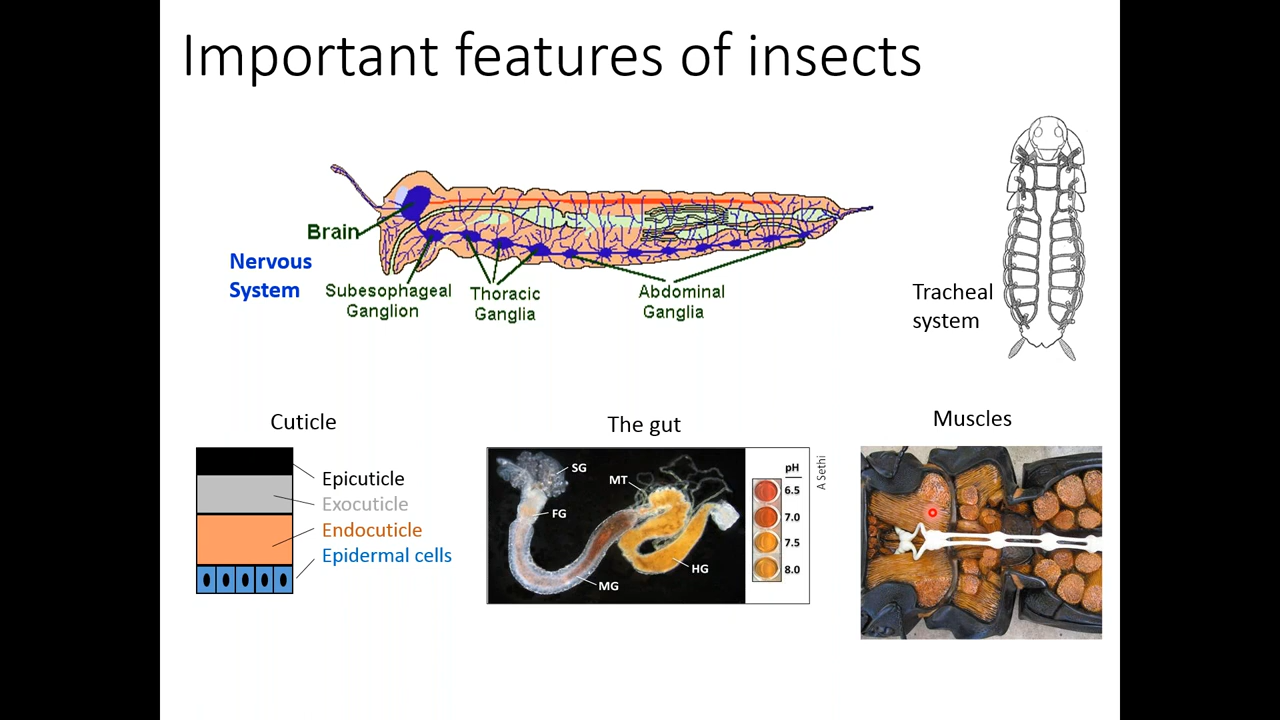 Important features of insects
Brain
Nervous
System
Subesophageal
Ganglion
Thoracic
Ganglia
Abdominal
Ganglia
Tracheal
system
Cuticle
Epicuticle
Exocuticle
Endocuticle
Epidermal cells
The gut
SG
MT
FG
MG
HG
pH
6.5
7.0
7.5
8.0
A Sethi
Muscles